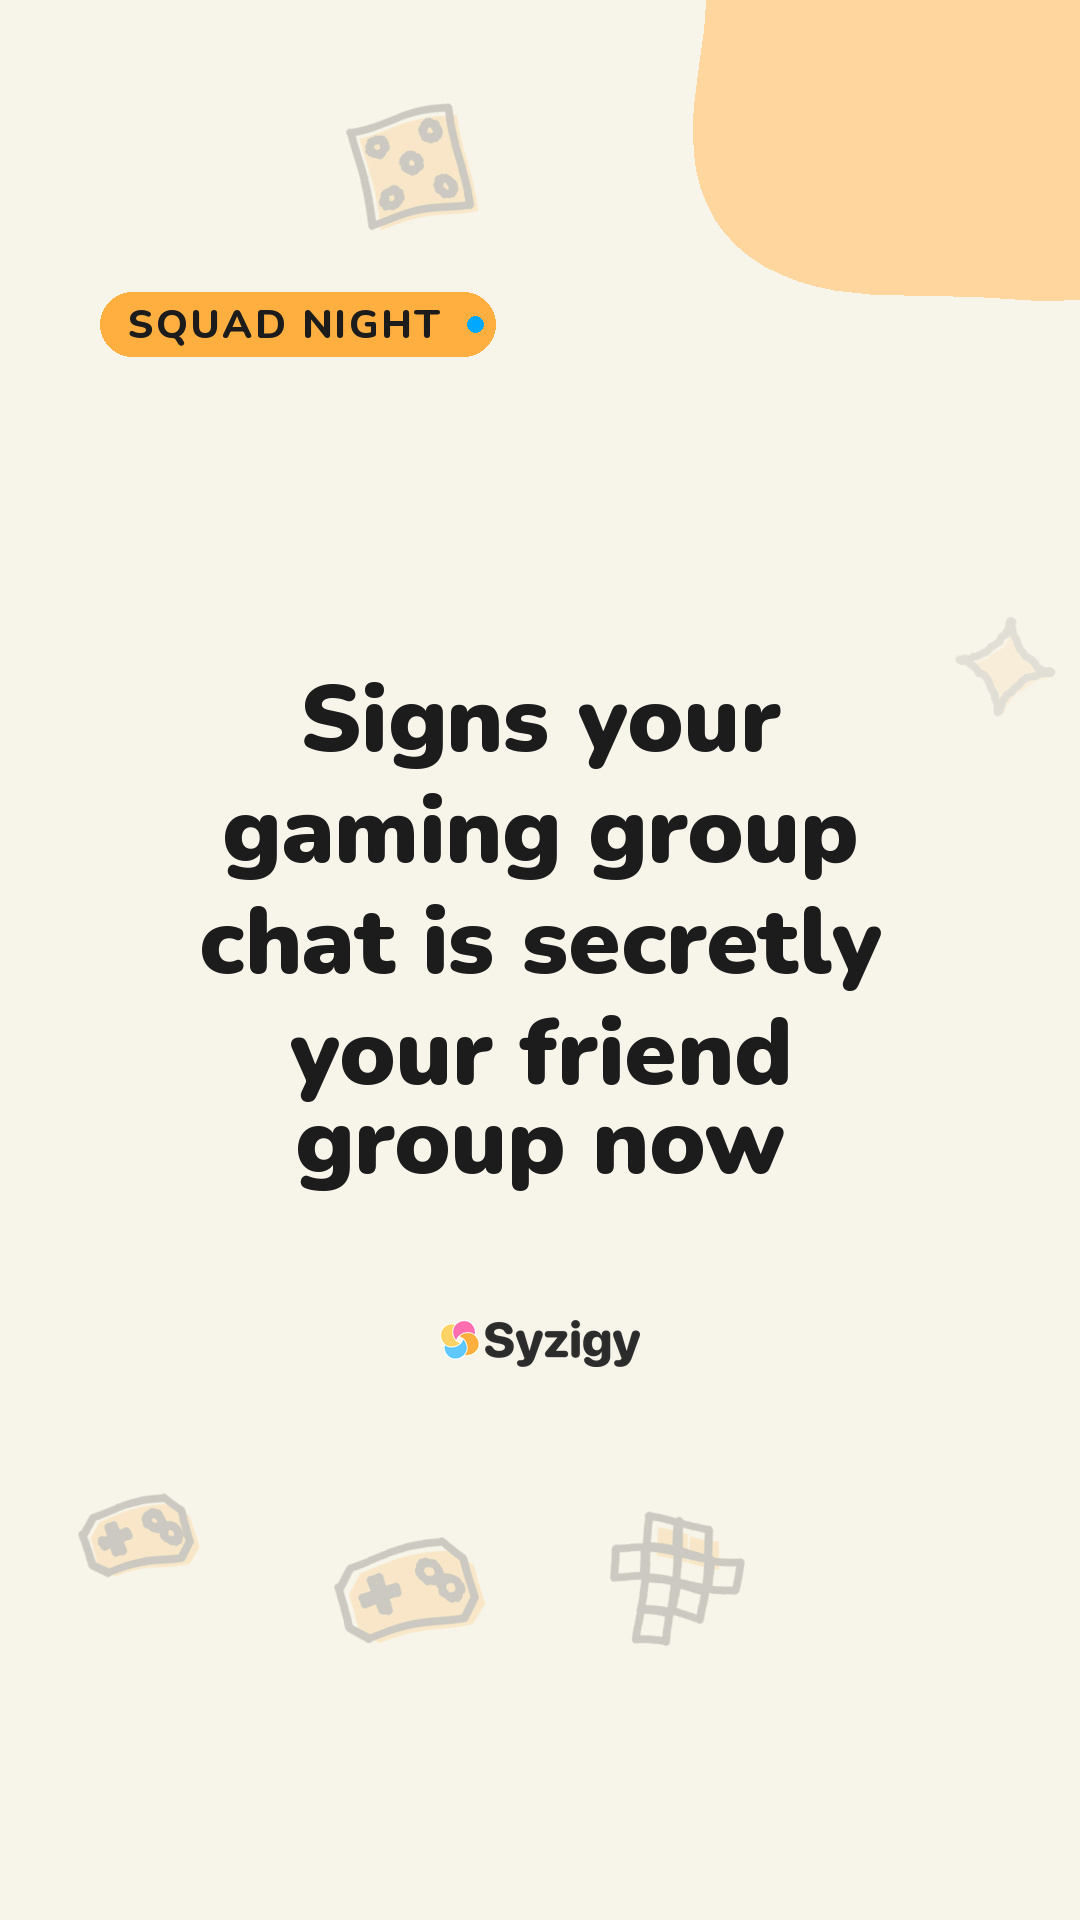 SQUAD NIGHT
Signs your
gaming group
chat is secretly
your friend
group now
Syzigy